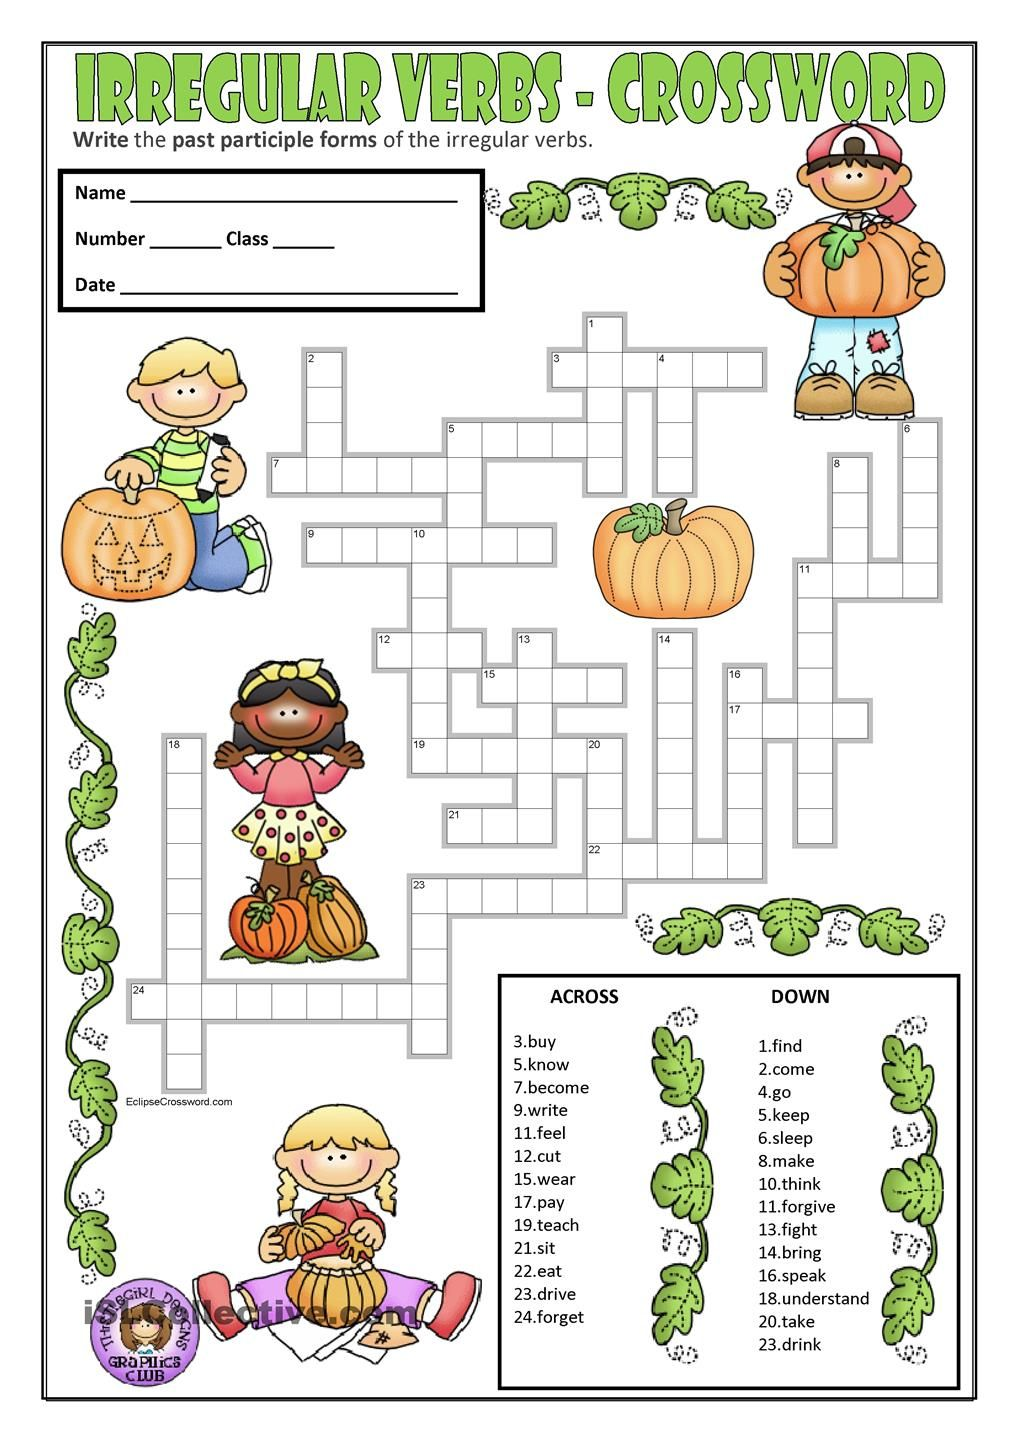 IRREGULAR VERBS - CROSSWORD
Write the past participle forms of the irregular verbs.
Name
Number Class
Date
1
2
3
4
5
6
7
8
9
10
11
12
13
14
15
16
17
18
19
20
21
22
23
24
EclipseCrossword.com
ACROSS
3.buy
5.know
7.become
9.write
11.feel
12.cut
15.wear
17.pay
19.teach
21.sit
22.eat
23.drive
24.forget
DOWN
1.find
2.come
4.go
5.keep
6.sleep
8.make
10.think
11.forgive
13.fight
14.bring
16.speak
18.understand
20.take
23.drink
iSLCollective.com
GRAPHICS
CLUB